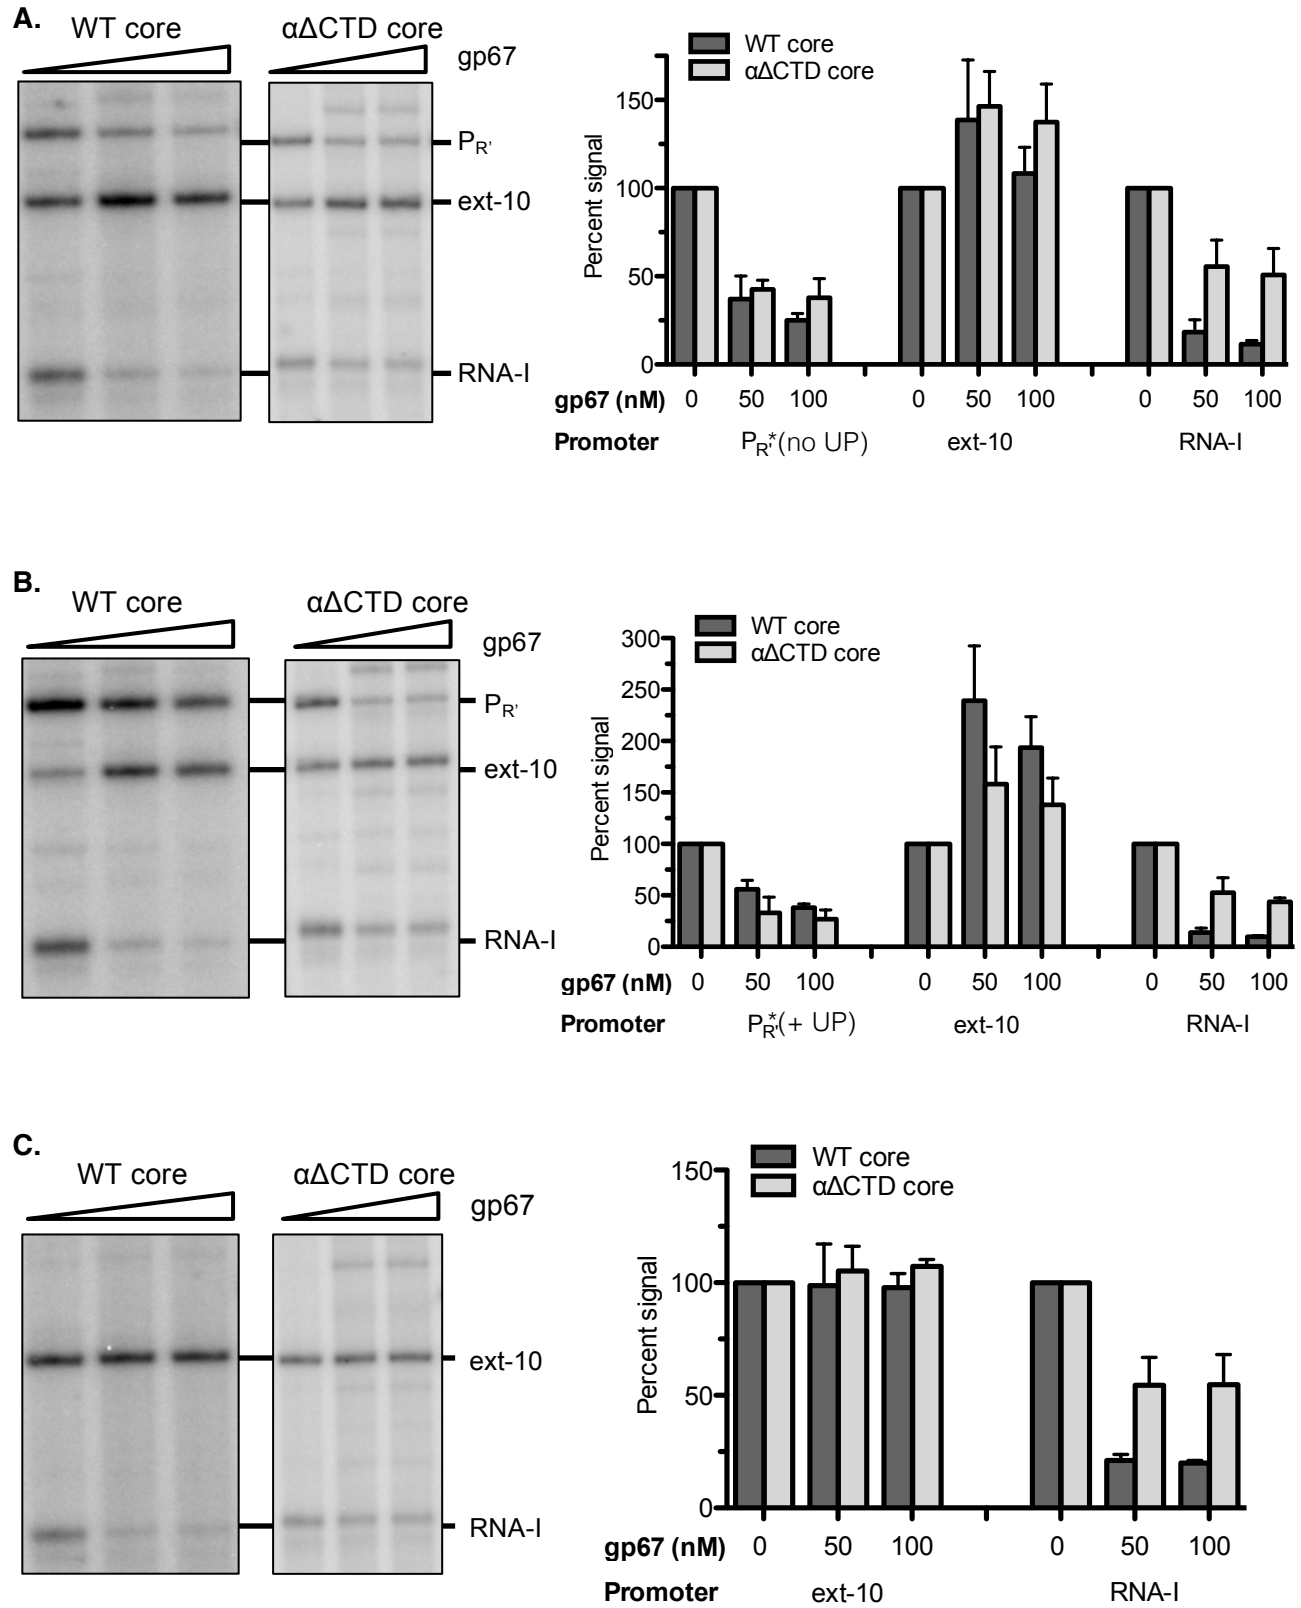 A.
WT core
αΔCTD core
gp67
PR'
ext-10
RNA-I
WT core
αΔCTD core
Percent signal
150
100
50
0
gp67 (nM) 0 50 100 0 50 100 0 50 100
Promoter PR'* (no UP) ext-10 RNA-I
B.
WT core
αΔCTD core
gp67
PR'
ext-10
RNA-I
WT core
αΔCTD core
Percent signal
300
250
200
150
100
50
0
gp67 (nM) 0 50 100 0 50 100 0 50 100
Promoter PR'* (+ UP) ext-10 RNA-I
C.
WT core
αΔCTD core
gp67
ext-10
RNA-I
WT core
αΔCTD core
Percent signal
150
100
50
0
gp67 (nM) 0 50 100 0 50 100
Promoter ext-10 RNA-I